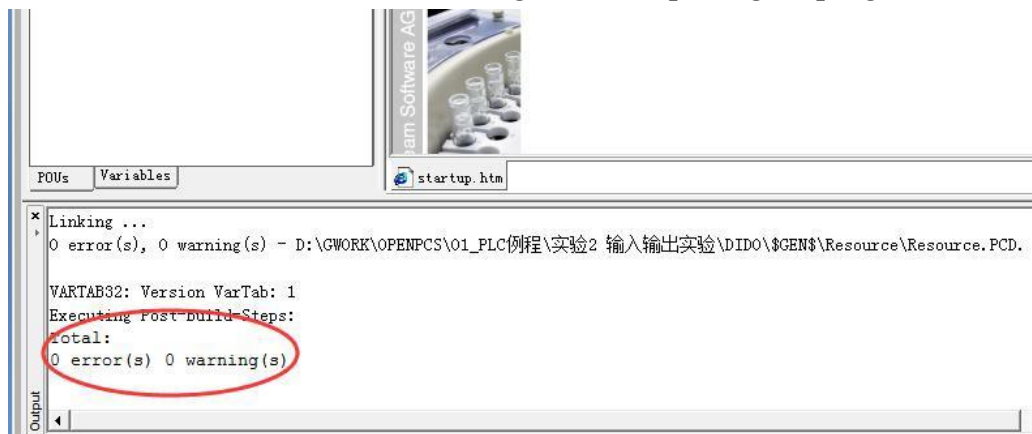 am Software AG
POUs
Variables
startup.htm
Linking ...
0 error(s), 0 warning(s) - D:\GWORK\OPENPCS\01_PLC例程\实验2 输入输出实验\DIDO\$GEN$\Resource\Resource.PCD.
VARTAB32: Version VarTab: 1
Executing Post-Build-Steps:
Total:
0 error(s) 0 warning(s)
Output